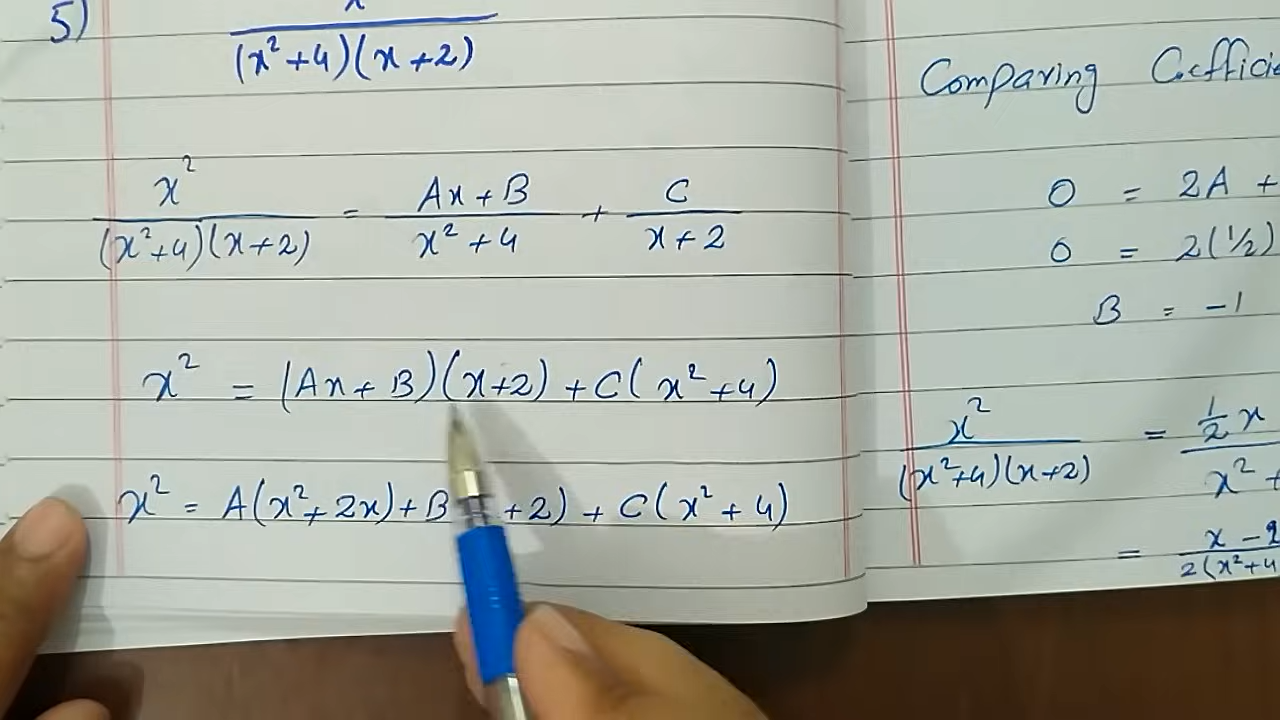 5)
(x²+4)(x+2)
x² / (x²+4)(x+2) = Ax+B / x²+4 + C / x+2
x² = (Ax+B)(x+2) + C(x²+4)
x² = A(x²+2x)+B +2) + C(x²+4)
Comparing
0 = 2A +
0 = 2(1/2)
B = -1
x² / (x²+4)(x+2) = 1/2 x / x² +
= x - 2 / 2(x²+4